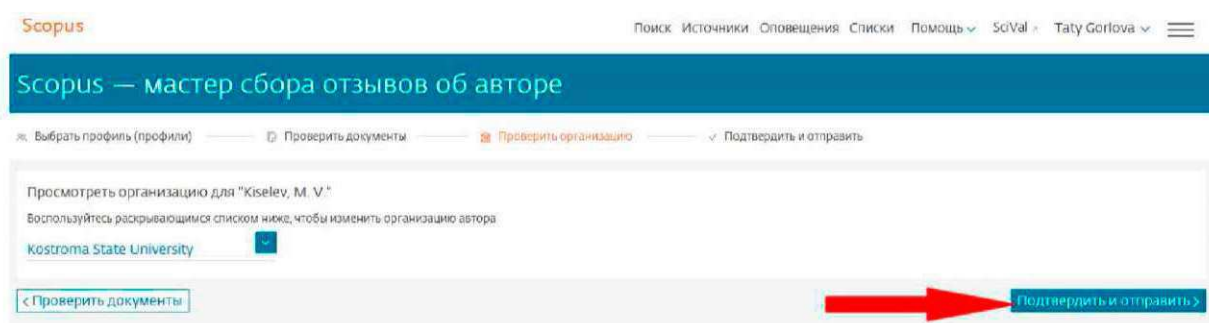 Scopus
Поиск Источники Оповещения Списки Помощь SciVal Taty Gorlova
Scopus — мастер сбора отзывов об авторе
Выбрать профиль (профили) Проверить документы Проверить организацию Подтвердить и отправить
Просмотреть организацию для "Kiselev, M. V."
Воспользуйтесь раскрывающимся списком ниже, чтобы изменить организацию автора
Kostroma State University
< Проверить документы Подтвердить и отправить >